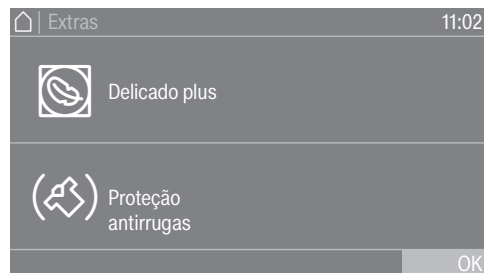 | Extras
11:02
Delicado plus
Proteção
antirrugas
OK